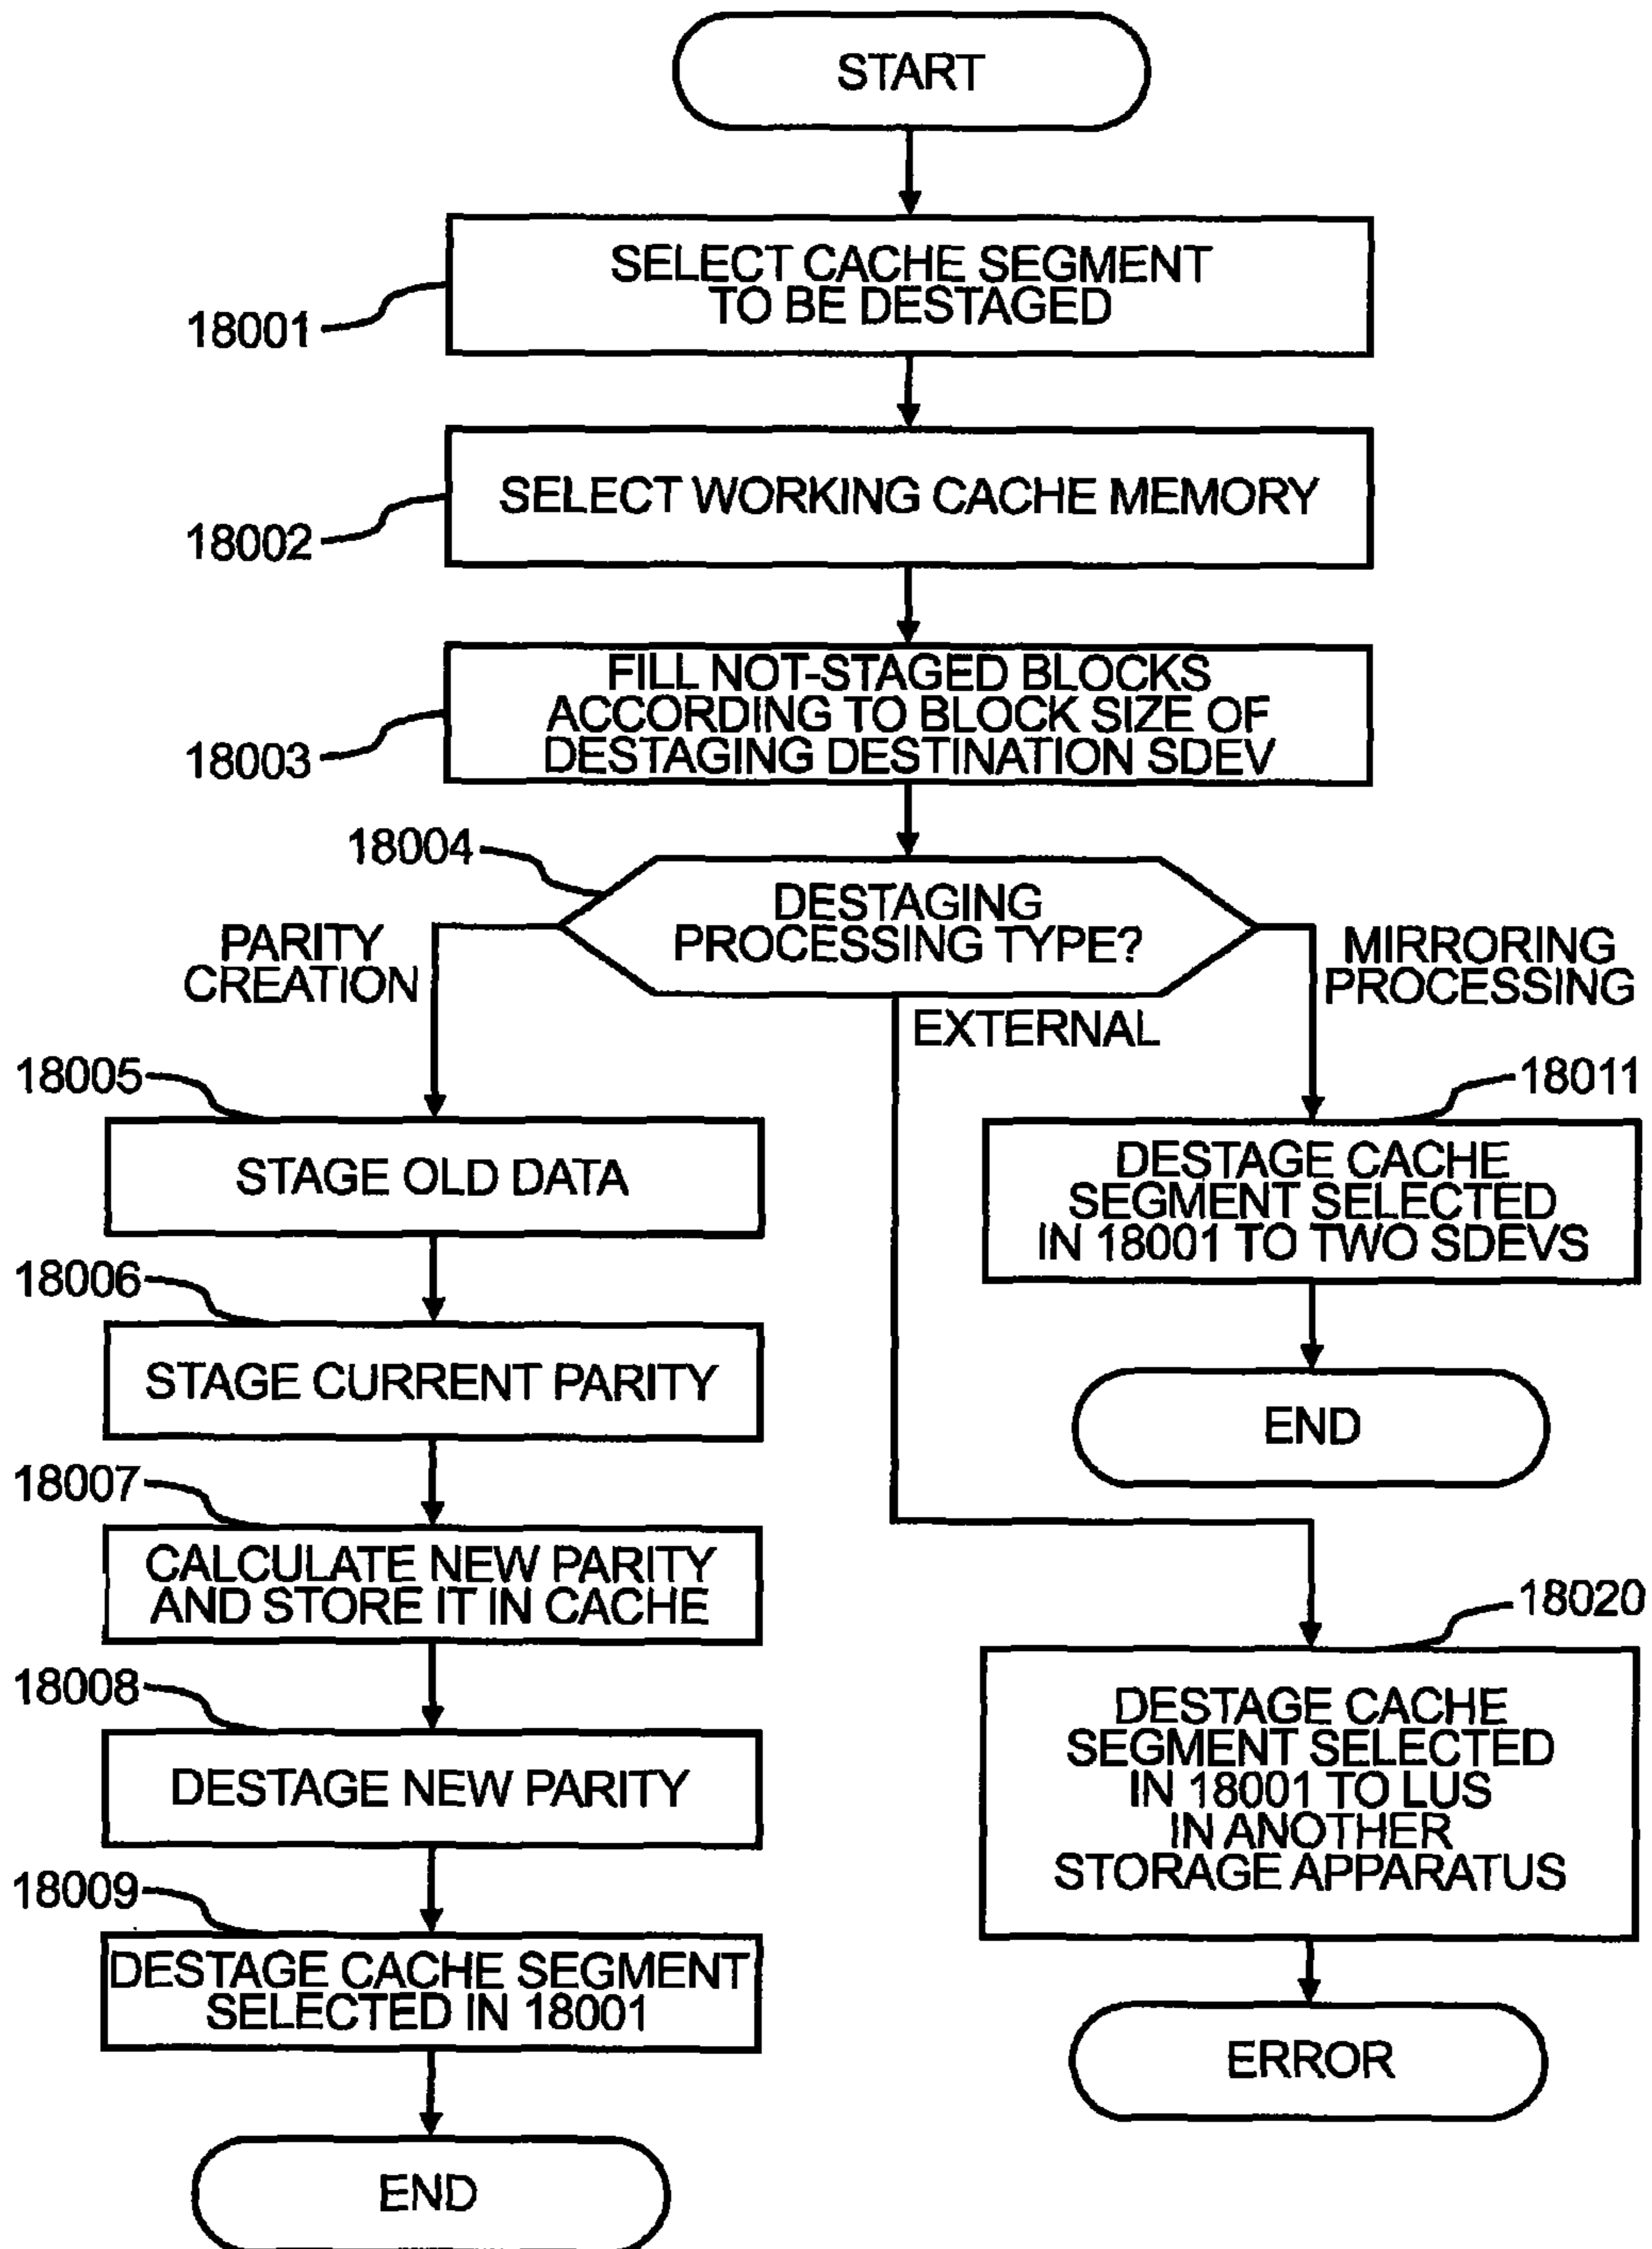 START
SELECT CACHE SEGMENT
TO BE DESTAGED
18001
SELECT WORKING CACHE MEMORY
18002
FILL NOT-STAGED BLOCKS
ACCORDING TO BLOCK SIZE OF
DESTAGING DESTINATION SDEV
18003
18004
DESTAGING
PROCESSING TYPE?
PARITY
CREATION
EXTERNAL
MIRRORING
PROCESSING
18005
STAGE OLD DATA
18006
STAGE CURRENT PARITY
18007
CALCULATE NEW PARITY
AND STORE IT IN CACHE
18008
DESTAGE NEW PARITY
18009
DESTAGE CACHE SEGMENT
SELECTED IN 18001
END
18011
DESTAGE CACHE
SEGMENT SELECTED
IN 18001 TO TWO SDEVS
END
18020
DESTAGE CACHE
SEGMENT SELECTED
IN 18001 TO LUS
IN ANOTHER
STORAGE APPARATUS
ERROR